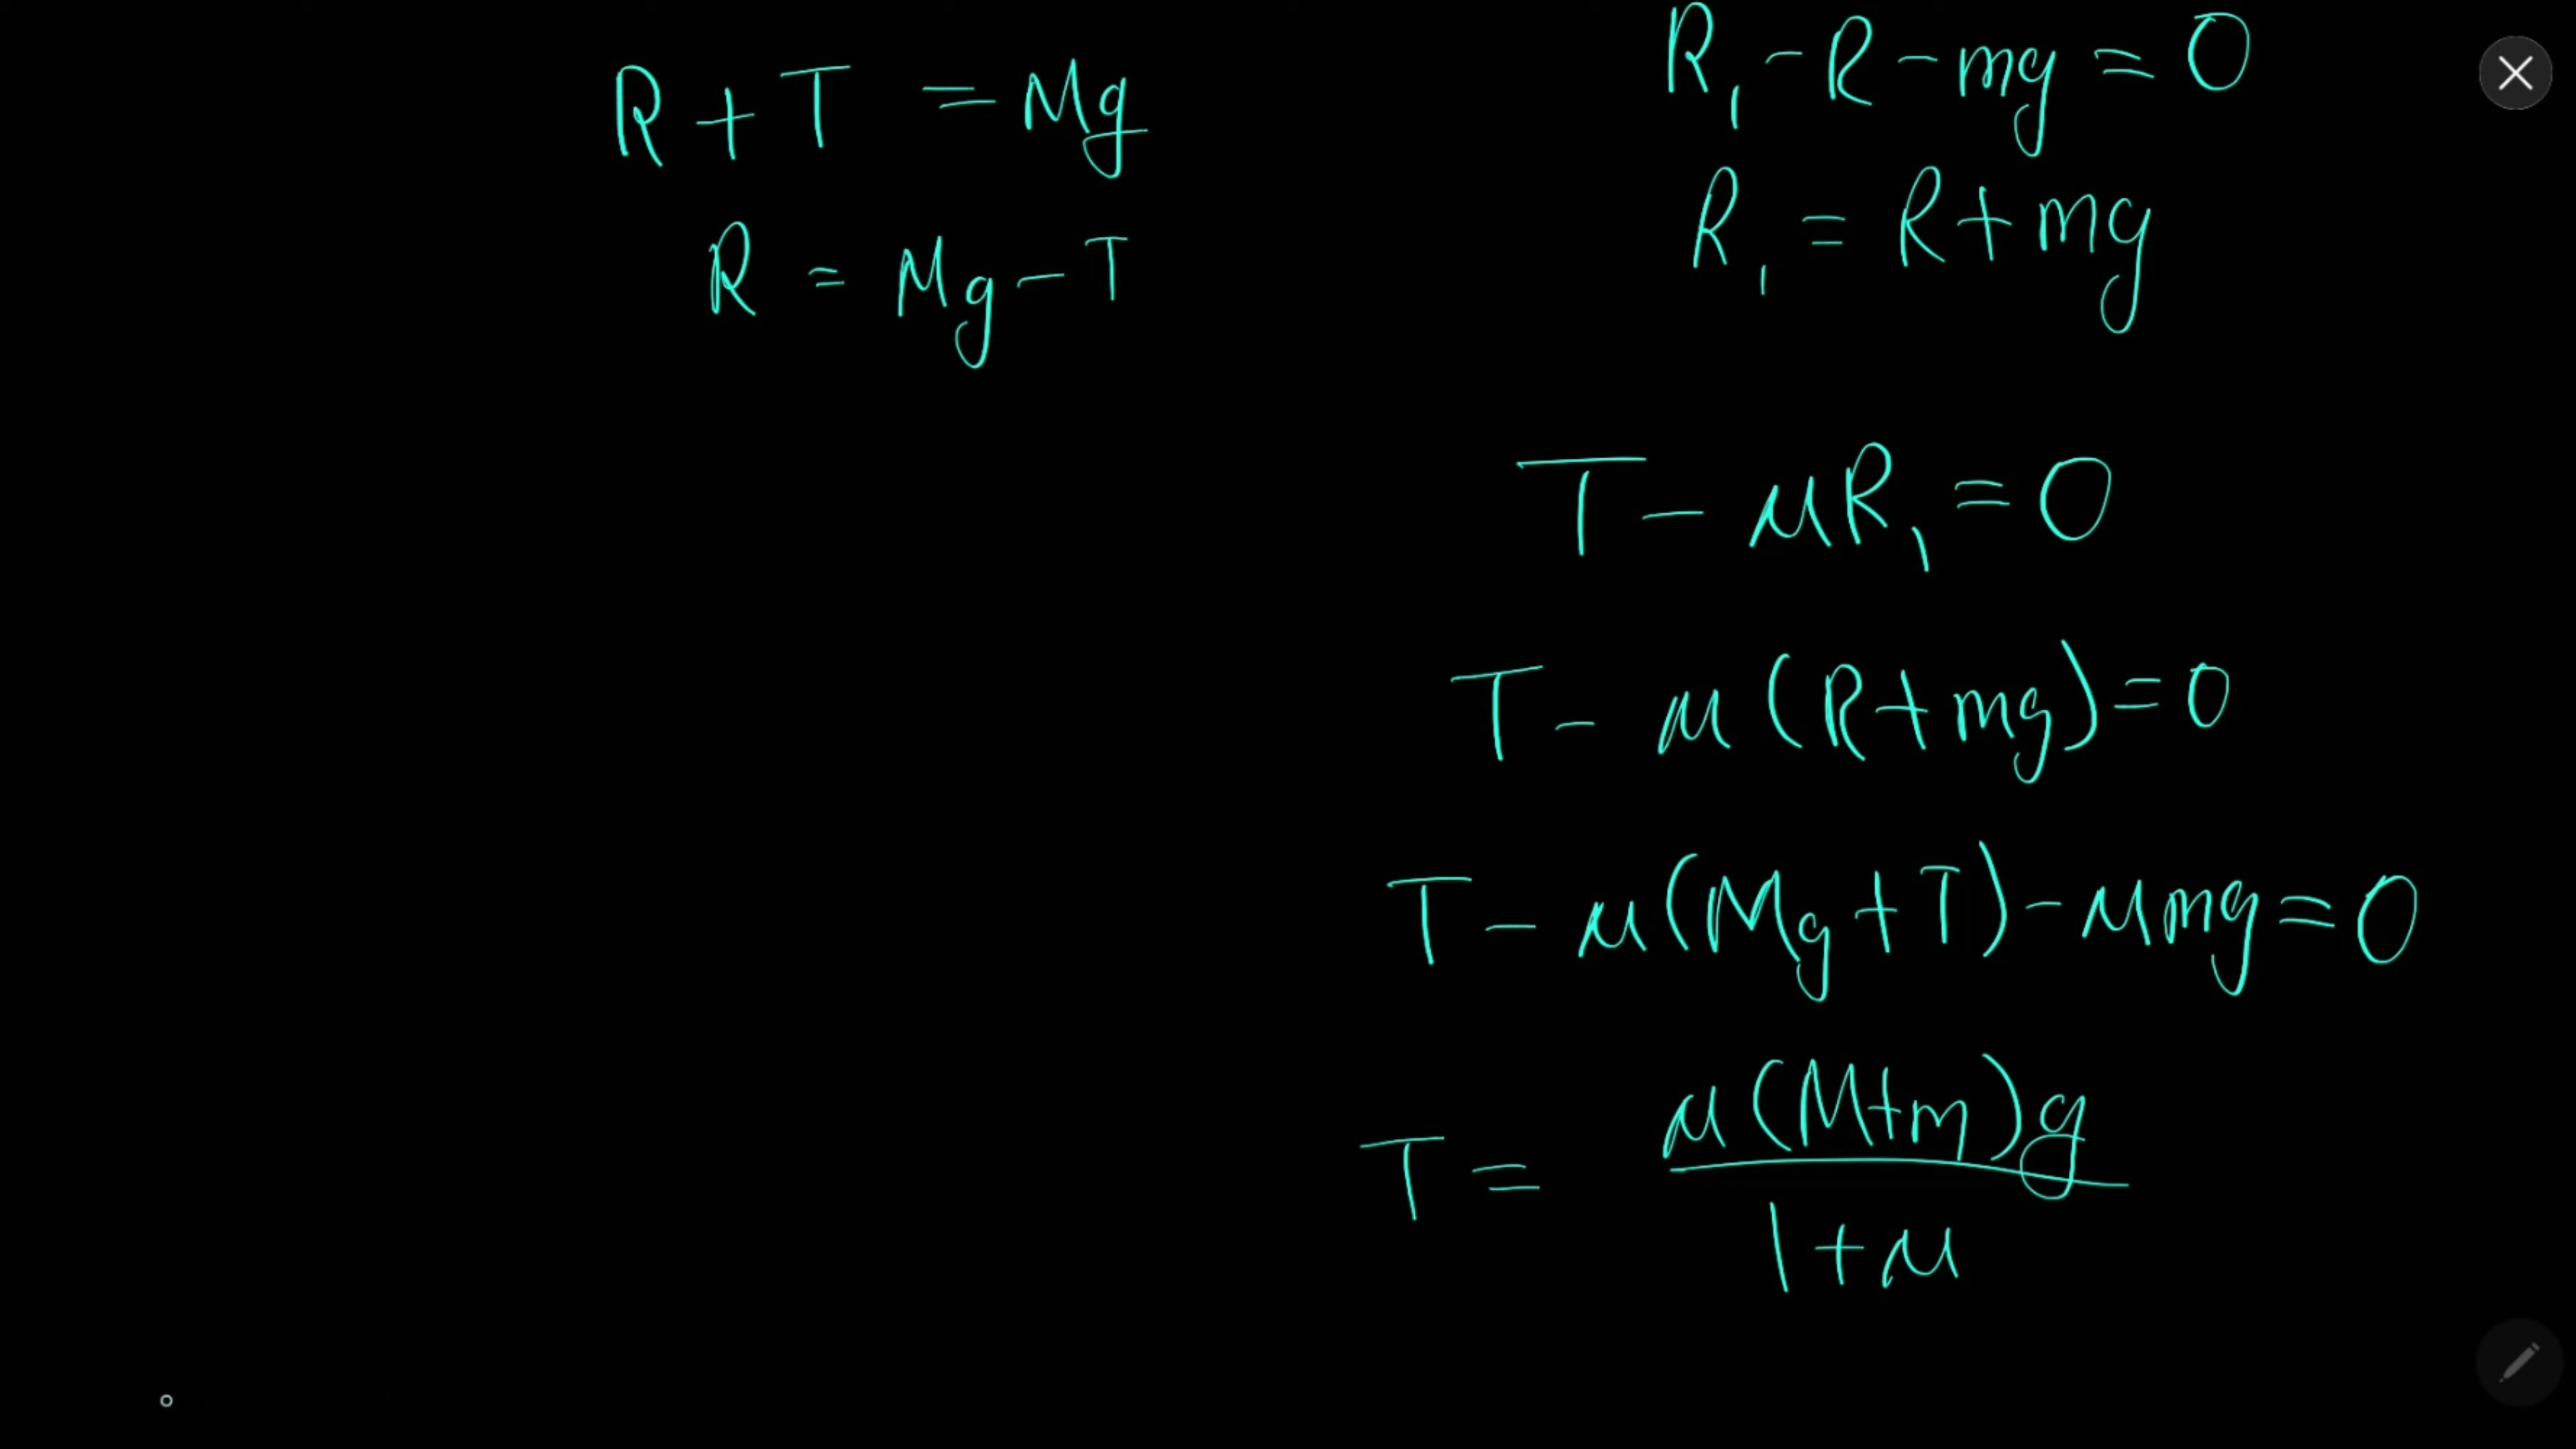 R + T = Mg
R = Mg - T
R₁ - R - mg = 0
R₁ = R + mg
T - μR₁ = 0
T - μ(R + mg) = 0
T - μ(Mg + T) - μmg = 0
T = μ(M+m)g / 1+μ